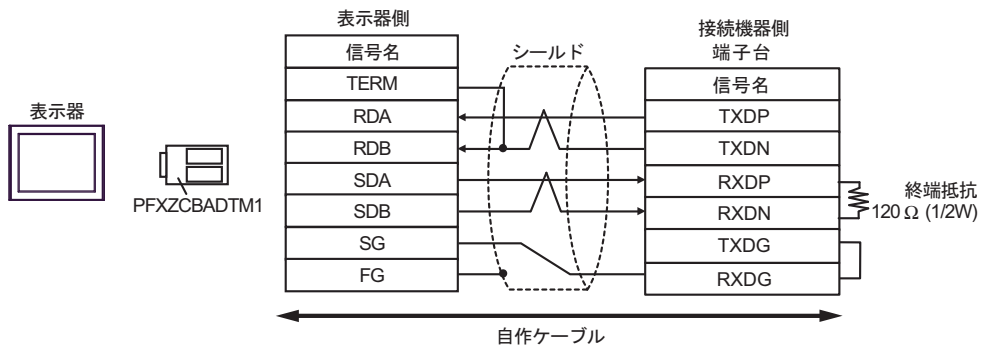 表示器
PFXZCBADTM1
表示器側
信号名
TERM
RDA
RDB
SDA
SDB
SG
FG
シールド
接続機器側
端子台
信号名
TXDP
TXDN
RXDP
RXDN
TXDG
RXDG
終端抵抗
120 Ω (1/2W)
自作ケーブル